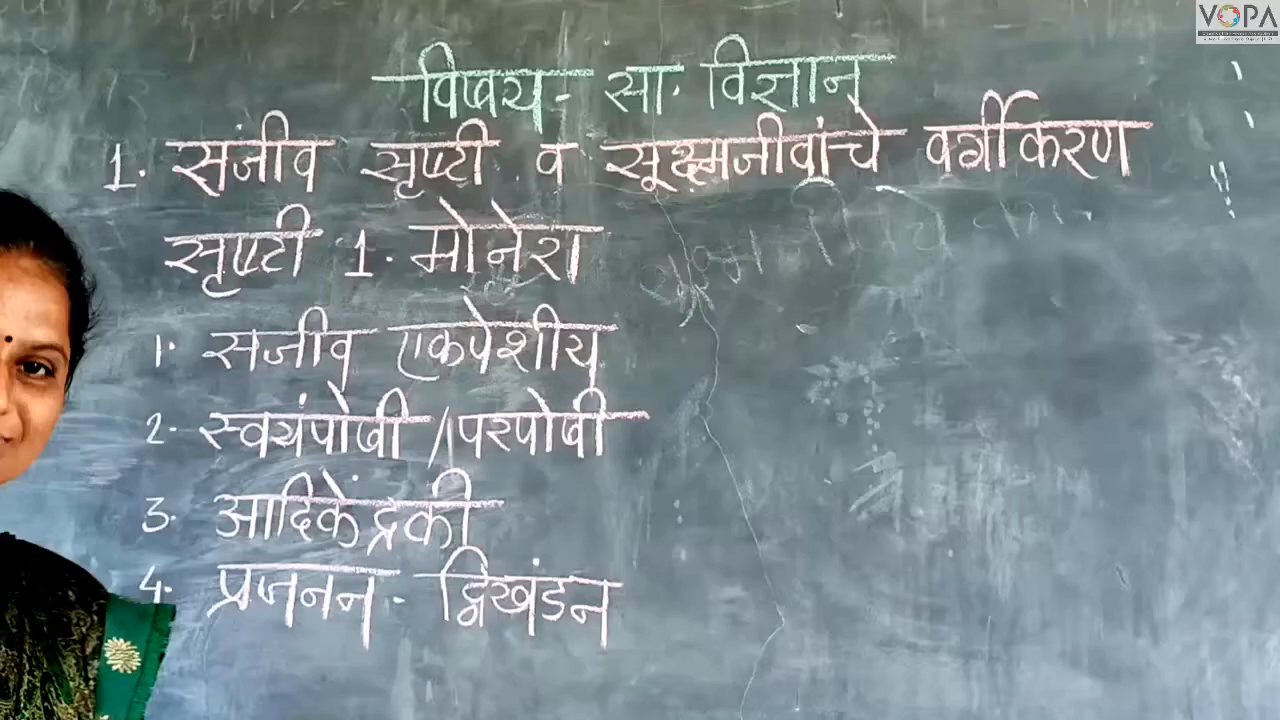 VOPA
विषय - सा. विज्ञान
1. सजीव सृष्टी व सूक्ष्मजीवांचे वर्गीकरण
सृष्टी 1. मोनेरा
1. सजीव एकपेशीय
2. स्वयंपोषी / परपोषी
3. आदिकेंद्रकी
4. प्रजनन - द्विखंडन